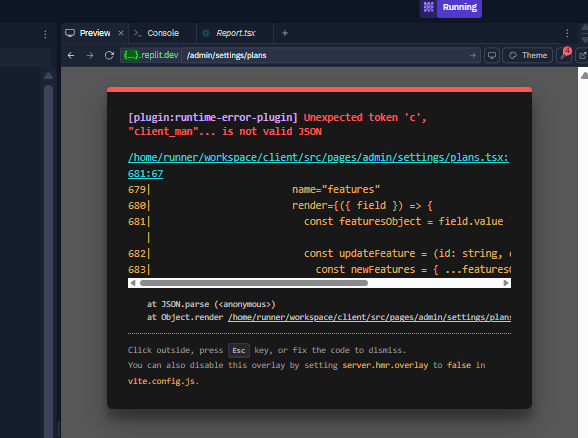 Running
Preview
Console
Report.tsx
{...}.replit.dev /admin/settings/plans
Theme
4
[plugin:runtime-error-plugin] Unexpected token 'c',
"client_man"... is not valid JSON
/home/runner/workspace/client/src/pages/admin/settings/plans.tsx:
681:67
679| name="features"
680| render={({ field }) => {
681| const featuresObject = field.value
|
682| const updateFeature = (id: string,
683| const newFeatures = { ...features
at JSON.parse (<anonymous>)
at Object.render /home/runner/workspace/client/src/pages/admin/settings/plans
Click outside, press Esc key, or fix the code to dismiss.
You can also disable this overlay by setting server.hmr.overlay to false in
vite.config.js.